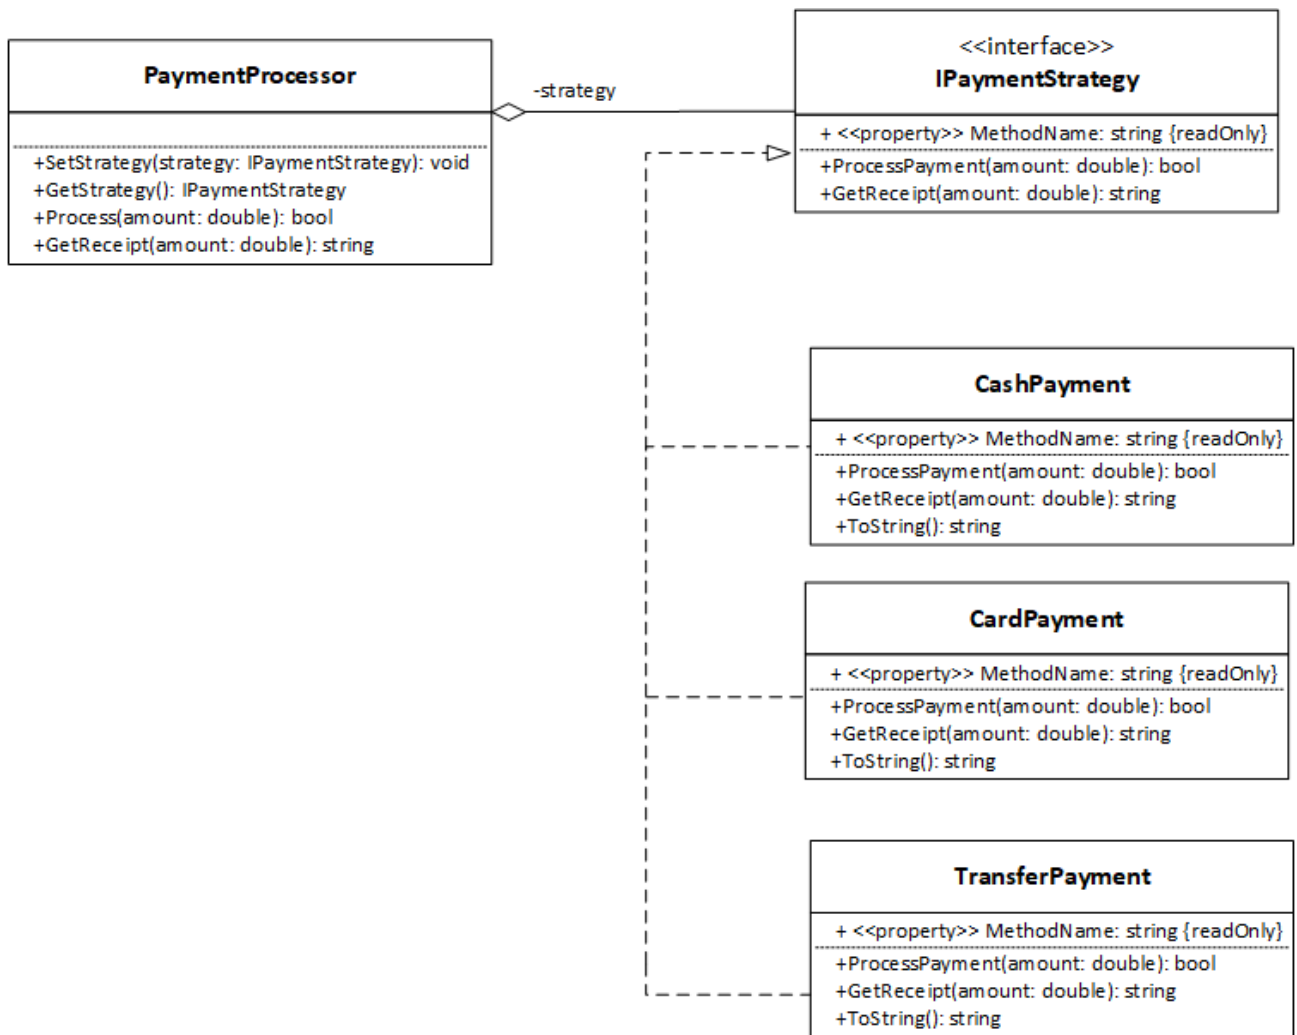 PaymentProcessor
+SetStrategy(strategy: IPaymentStrategy): void
+GetStrategy(): IPaymentStrategy
+Process(amount: double): bool
+GetReceipt(amount: double): string
-strategy
<<interface>>
IPaymentStrategy
+ <<property>> MethodName: string {readOnly}
+ProcessPayment(amount: double): bool
+GetReceipt(amount: double): string
CashPayment
+ <<property>> MethodName: string {readOnly}
+ProcessPayment(amount: double): bool
+GetReceipt(amount: double): string
+ToString(): string
CardPayment
+ <<property>> MethodName: string {readOnly}
+ProcessPayment(amount: double): bool
+GetReceipt(amount: double): string
+ToString(): string
TransferPayment
+ <<property>> MethodName: string {readOnly}
+ProcessPayment(amount: double): bool
+GetReceipt(amount: double): string
+ToString(): string